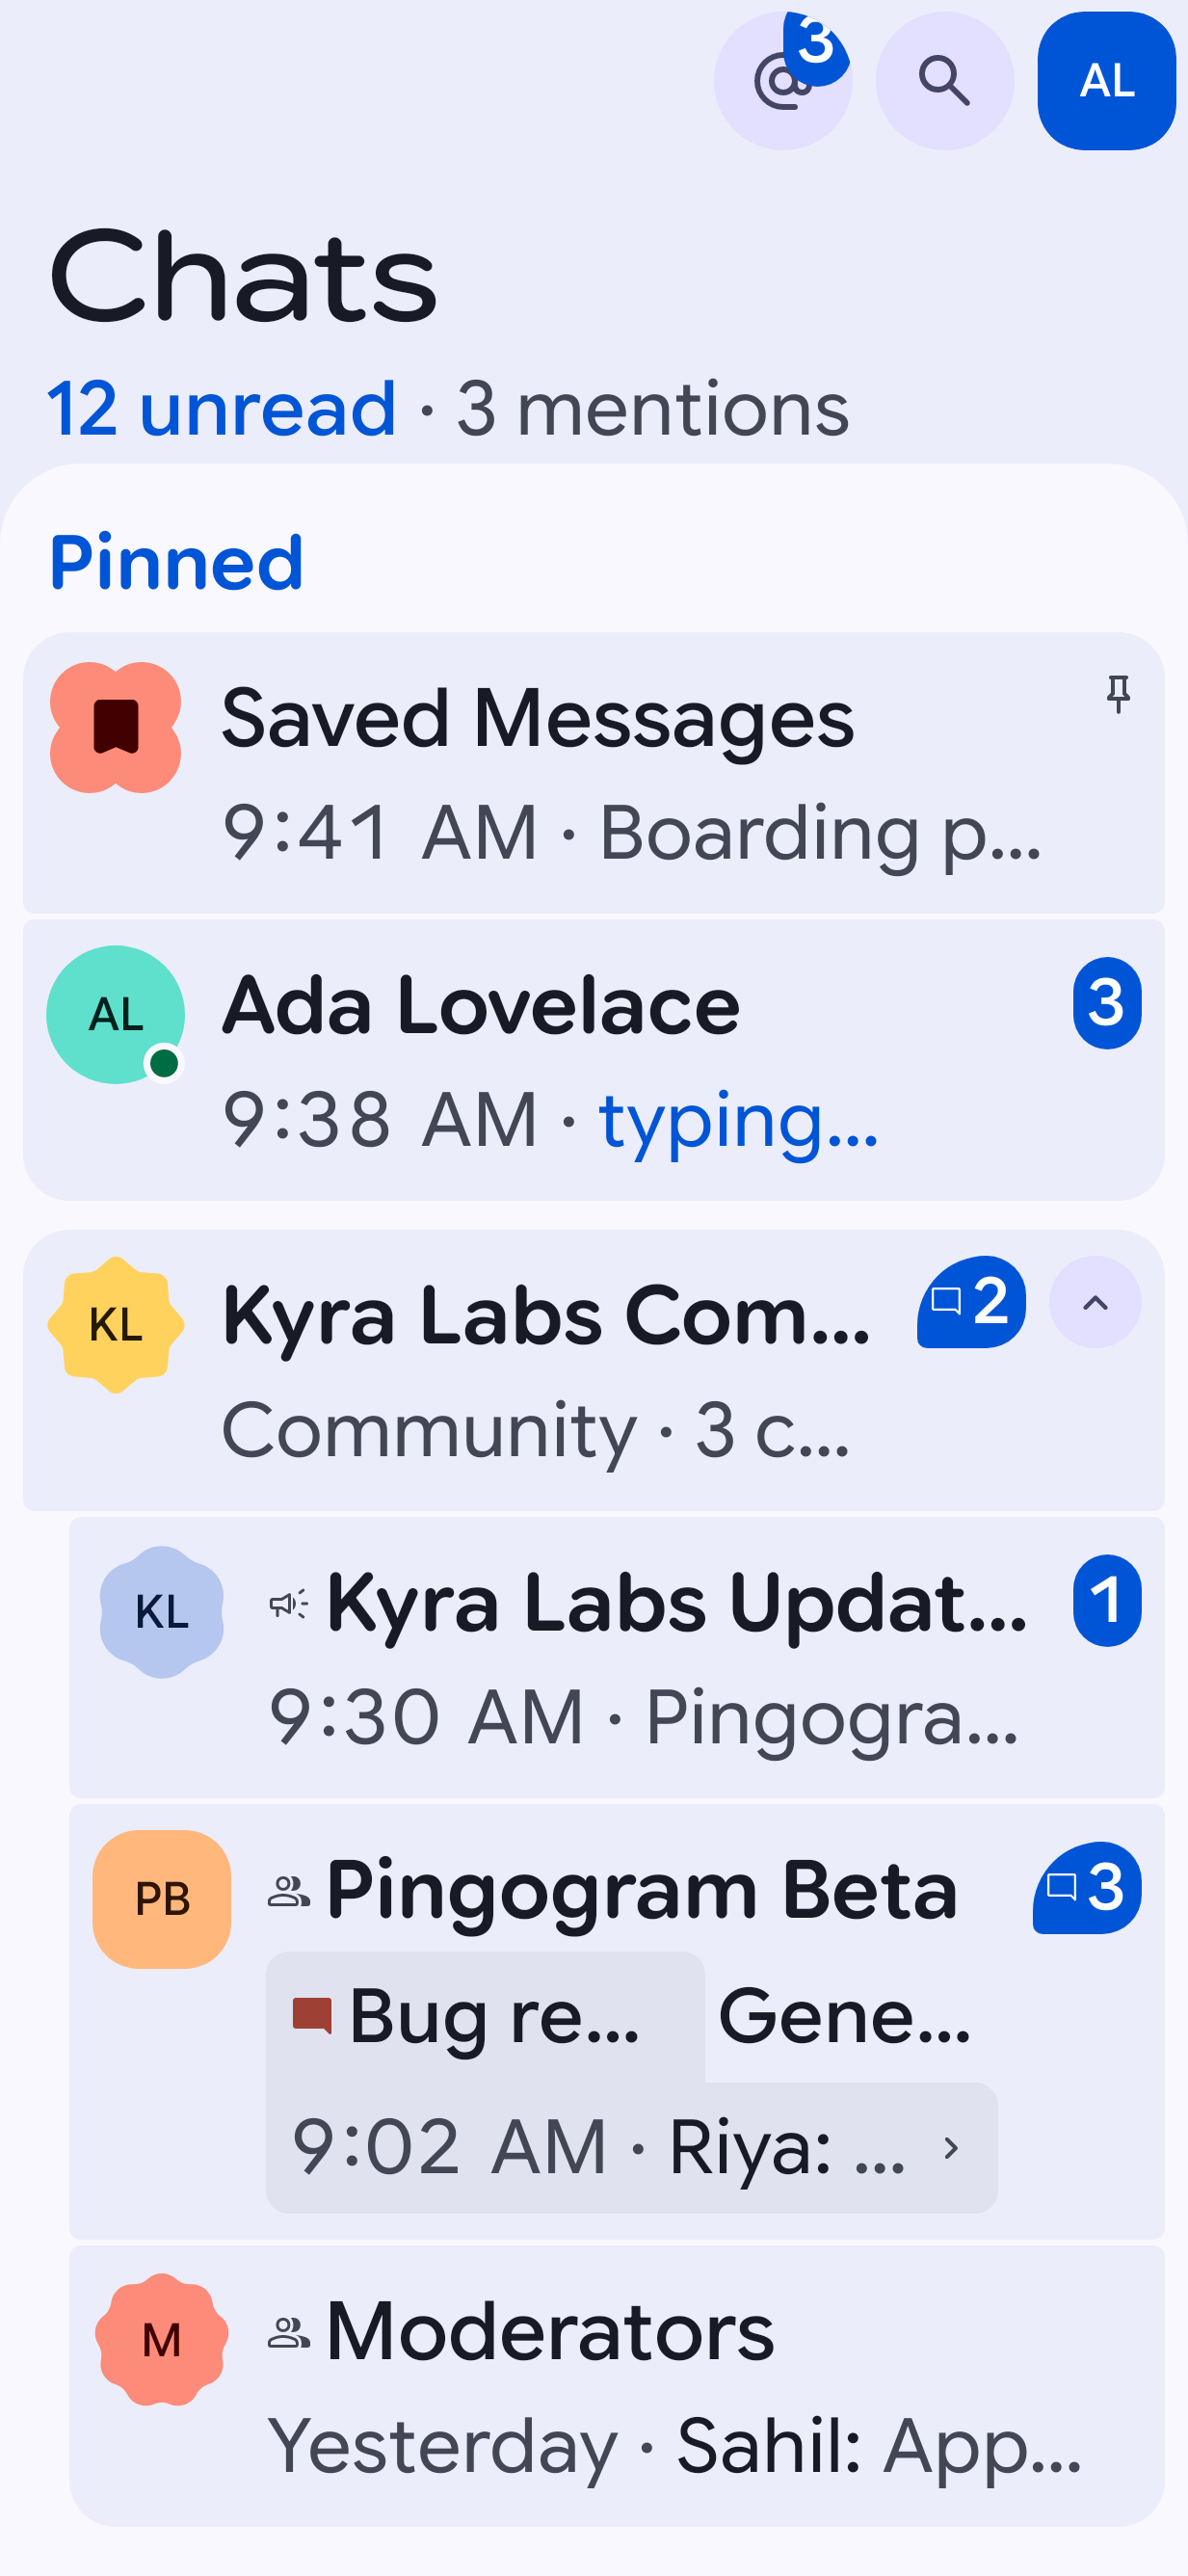 3
AL
Chats
12 unread · 3 mentions
Pinned
Saved Messages
9:41 AM · Boarding p...
AL
Ada Lovelace
3
9:38 AM · typing...
KL
Kyra Labs Com...
2
Community · 3 c...
KL
Kyra Labs Updat...
1
9:30 AM · Pingogra...
PB
Pingogram Beta
3
Bug re...
Gene...
9:02 AM · Riya: ...
M
Moderators
Yesterday · Sahil: App...